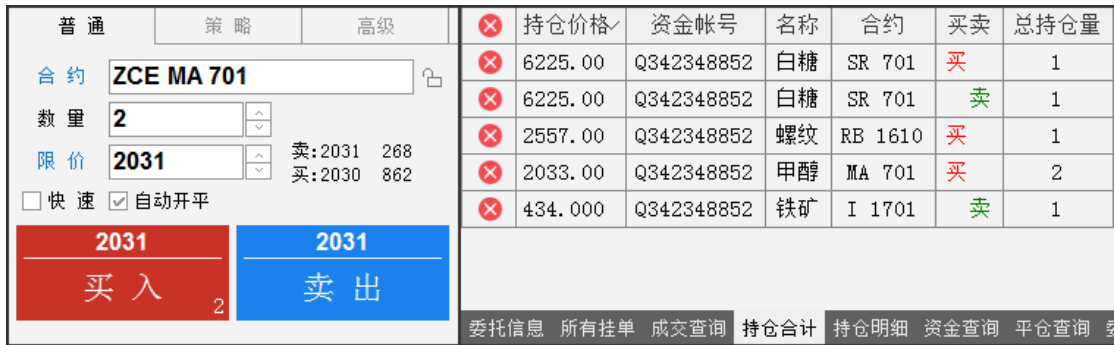 普通 策略 高级
合约 ZCE MA 701
数量 2
限价 2031
卖:2031 268
买:2030 862
快速 自动开平
2031 2031
买入 2 卖出
持仓价格 资金帐号 名称 合约 买卖 总持仓量
6225.00 Q342348852 白糖 SR 701 买 1
6225.00 Q342348852 白糖 SR 701 卖 1
2557.00 Q342348852 螺纹 RB 1610 买 1
2033.00 Q342348852 甲醇 MA 701 买 2
434.000 Q342348852 铁矿 I 1701 卖 1
委托信息 所有挂单 成交查询 持仓合计 持仓明细 资金查询 平仓查询